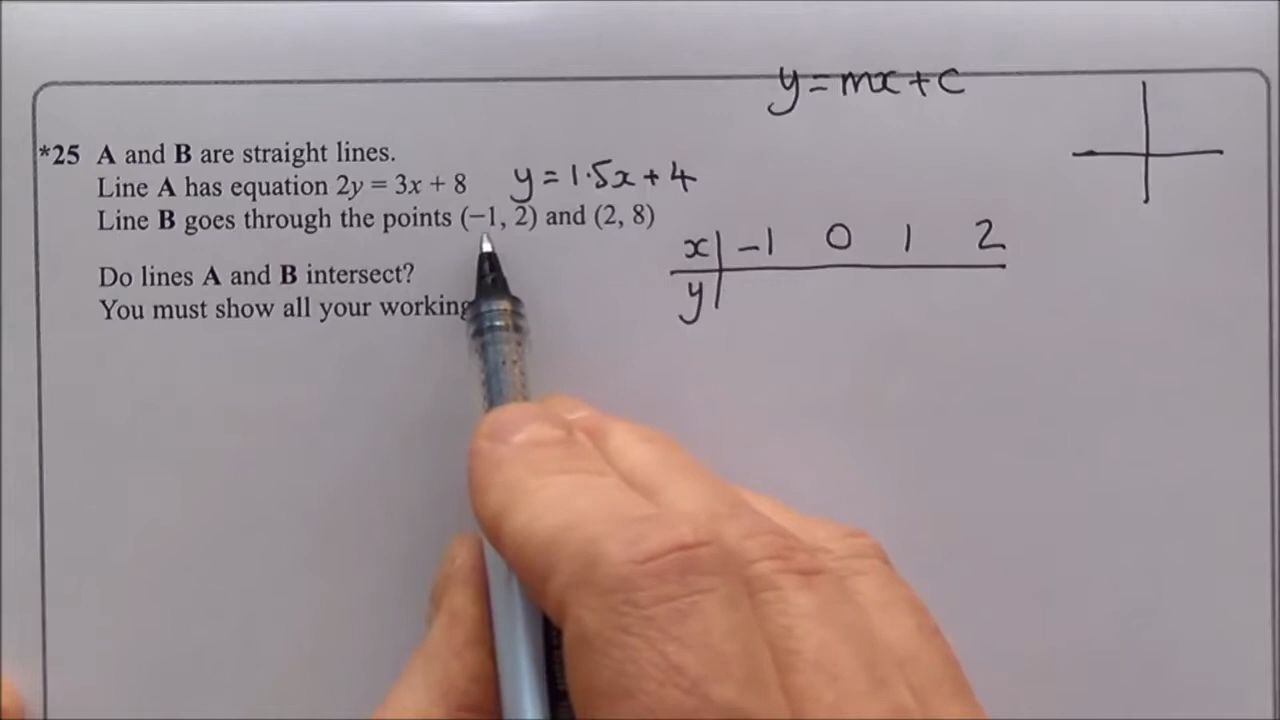 y = mx + c
*25 A and B are straight lines.
Line A has equation 2y = 3x + 8 y = 1·5x + 4
Line B goes through the points (−1, 2) and (2, 8)
x | −1 0 1 2
y |
Do lines A and B intersect?
You must show all your working